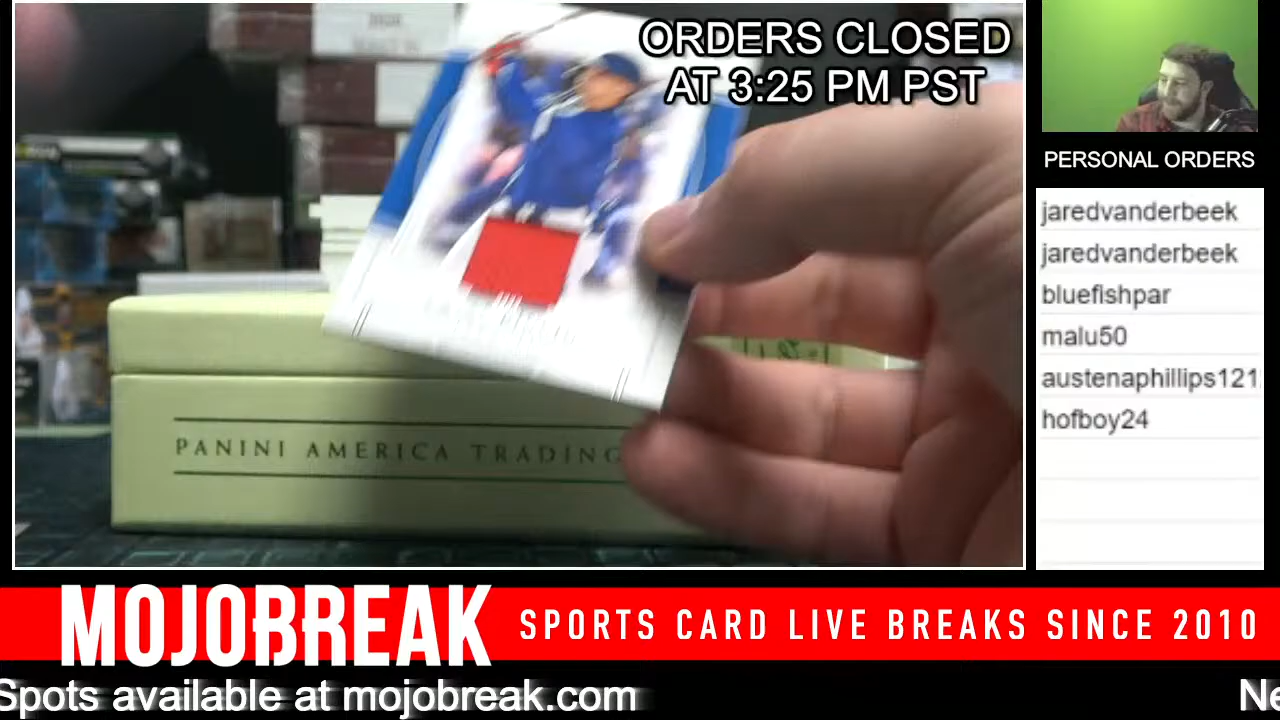 ORDERS CLOSED
AT 3:25 PM PST
PERSONAL ORDERS
jaredvanderbeek
jaredvanderbeek
bluefishpar
malu50
austenaphillips121
hofboy24
PANINI AMERICA TRADING
MOJOBREAK
SPORTS CARD LIVE BREAKS SINCE 2010
Spots available at mojobreak.com
Ne